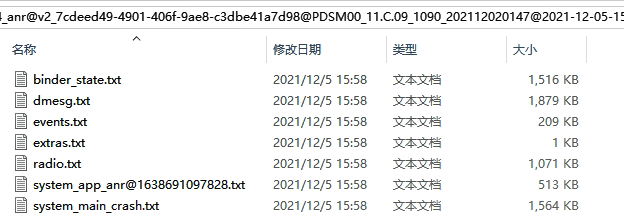 4_anr@v2_7cdeed49-4901-406f-9ae8-c3dbe41a7d98@PDSM00_11.C.09_1090_202112020147@2021-12-05-15
名称 修改日期 类型 大小
binder_state.txt 2021/12/5 15:58 文本文档 1,516 KB
dmesg.txt 2021/12/5 15:58 文本文档 1,879 KB
events.txt 2021/12/5 15:58 文本文档 209 KB
extras.txt 2021/12/5 15:58 文本文档 1 KB
radio.txt 2021/12/5 15:58 文本文档 1,071 KB
system_app_anr@1638691097828.txt 2021/12/5 15:58 文本文档 513 KB
system_main_crash.txt 2021/12/5 15:58 文本文档 1,564 KB